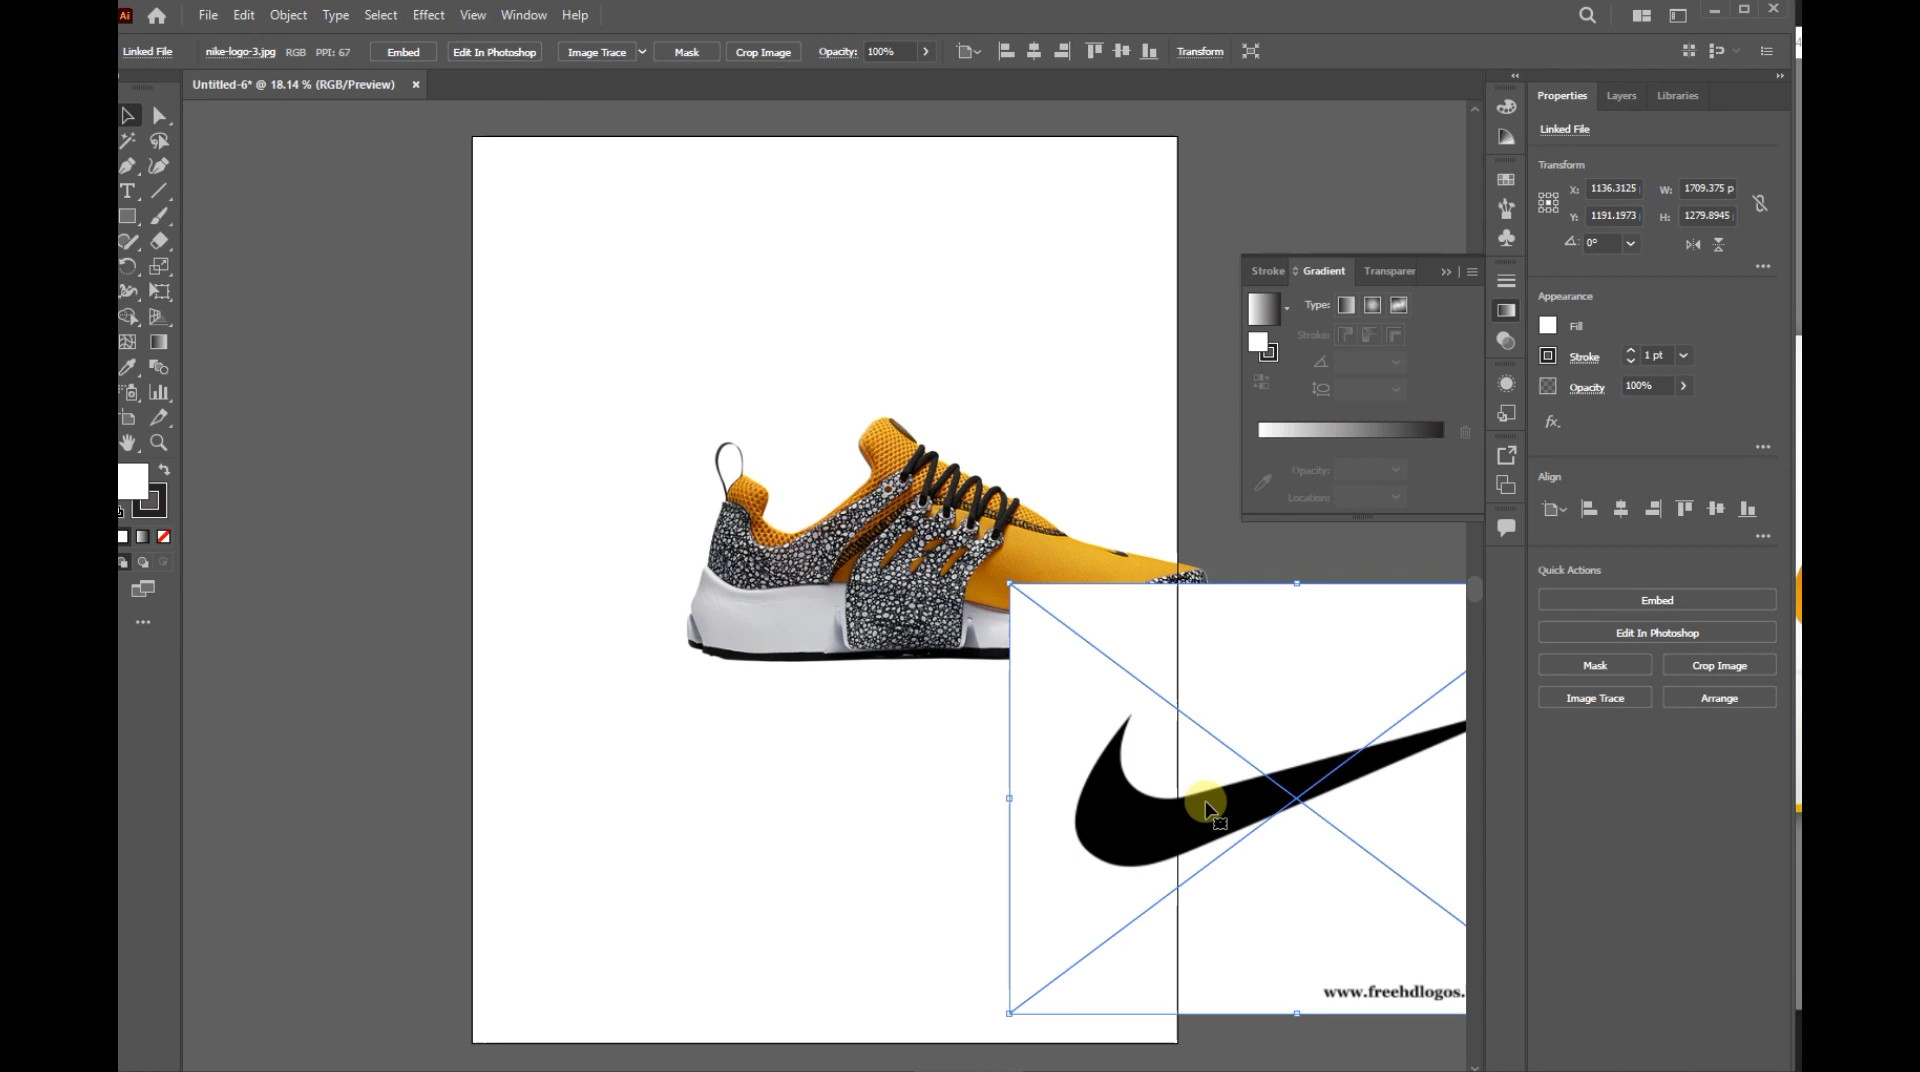 Ai File Edit Object Type Select Effect View Window Help
Linked File nike-logo-3.jpg RGB PPI: 67 Embed Edit In Photoshop Image Trace Mask Crop Image Opacity: 100% Transform
Untitled-6* @ 18.14 % (RGB/Preview) ×
Properties Layers Libraries
Linked File
Transform
X: 1136.3125 W: 1709.375 p
Y: 1191.1973 H: 1279.8945
0°
Stroke Gradient Transparer
Type:
Stroke:
Opacity:
Location:
Appearance
Fill
Stroke 1 pt
Opacity 100%
fx.
Align
Quick Actions
Embed
Edit In Photoshop
Mask Crop Image
Image Trace Arrange
www.freehdlogos.